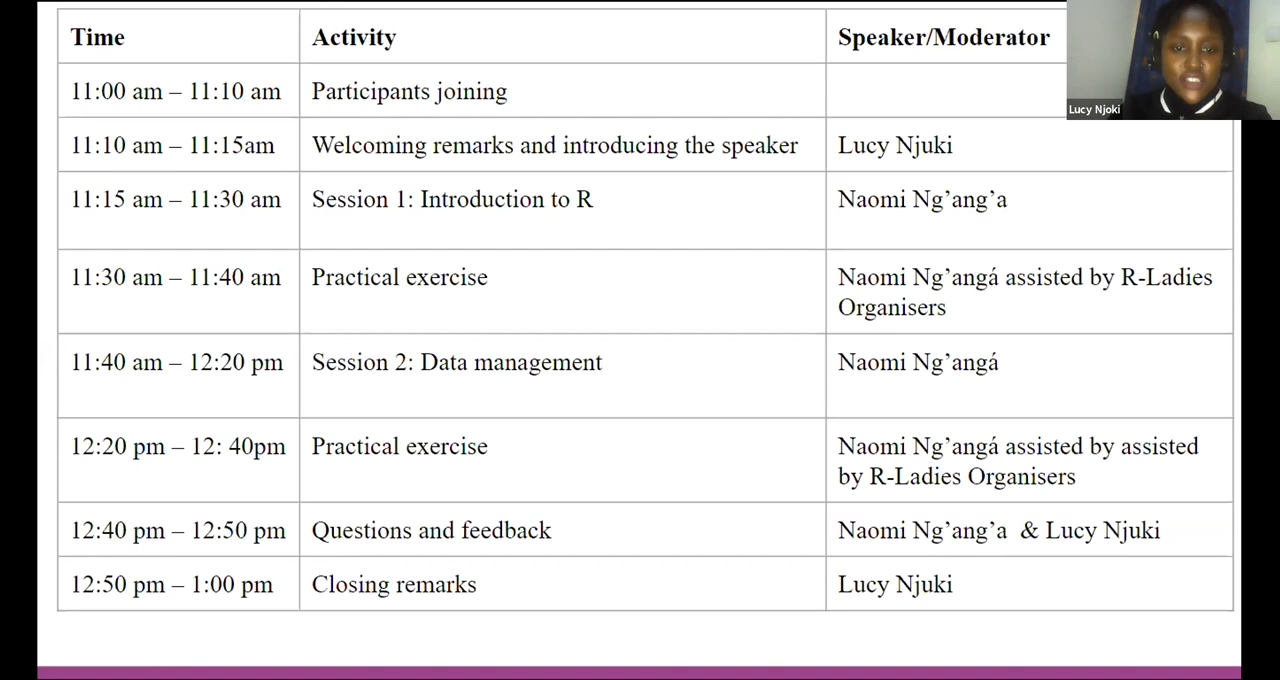 Time Activity Speaker/Moderator
Lucy Njoki
11:00 am – 11:10 am Participants joining
11:10 am – 11:15am Welcoming remarks and introducing the speaker Lucy Njuki
11:15 am – 11:30 am Session 1: Introduction to R Naomi Ng’ang’a
11:30 am – 11:40 am Practical exercise Naomi Ng’angá assisted by R-Ladies
Organisers
11:40 am – 12:20 pm Session 2: Data management Naomi Ng’angá
12:20 pm – 12: 40pm Practical exercise Naomi Ng’angá assisted by assisted
by R-Ladies Organisers
12:40 pm – 12:50 pm Questions and feedback Naomi Ng’ang’a & Lucy Njuki
12:50 pm – 1:00 pm Closing remarks Lucy Njuki